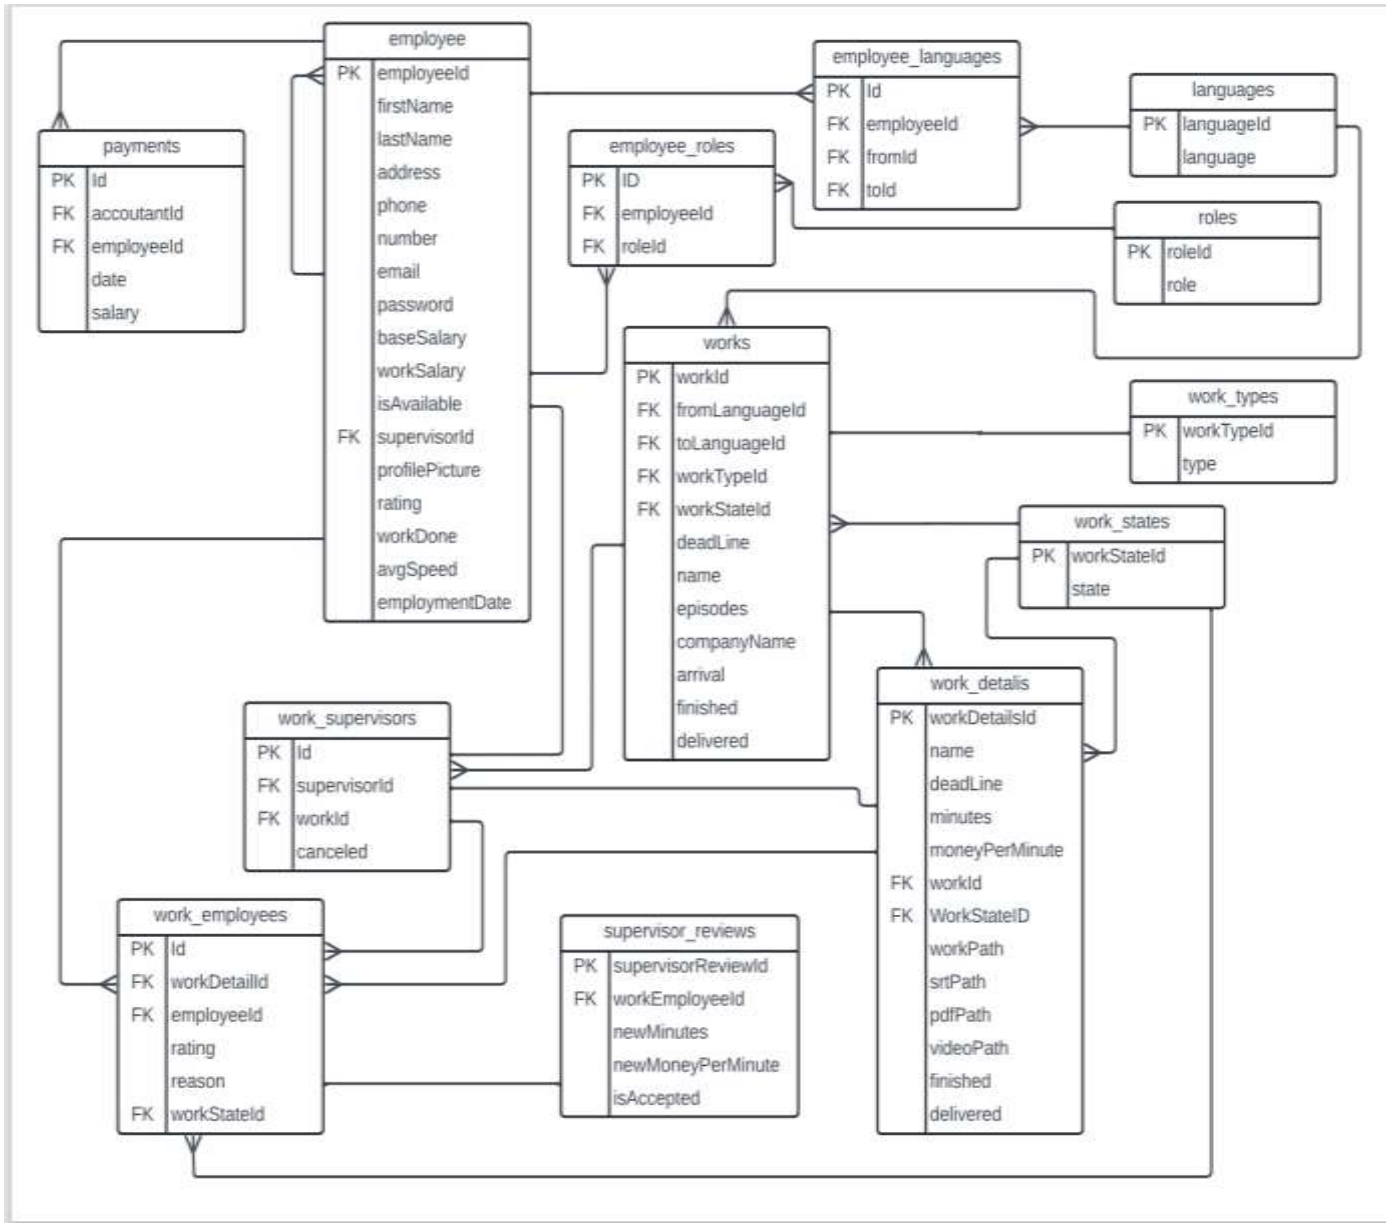 employee
PK employeeId
firstName
lastName
address
phone
number
email
password
baseSalary
workSalary
isAvailable
FK supervisorId
profilePicture
rating
workDone
avgSpeed
employmentDate
payments
PK Id
FK accoutantId
FK employeeId
date
salary
employee_languages
PK Id
FK employeeId
FK fromId
FK toId
languages
PK languageId
language
employee_roles
PK ID
FK employeeId
FK roleId
roles
PK roleId
role
works
PK workId
FK fromLanguageId
FK toLanguageId
FK workTypeId
FK workStateId
deadLine
name
episodes
companyName
arrival
finished
delivered
work_types
PK workTypeId
type
work_states
PK workStateId
state
work_detalis
PK workDetailsId
name
deadLine
minutes
moneyPerMinute
FK workId
FK WorkStateID
workPath
srtPath
pdfPath
videoPath
finished
delivered
work_supervisors
PK Id
FK supervisorId
FK workId
canceled
work_employees
PK Id
FK workDetailId
FK employeeId
rating
reason
FK workStateId
supervisor_reviews
PK supervisorReviewId
FK workEmployeeId
newMinutes
newMoneyPerMinute
isAccepted